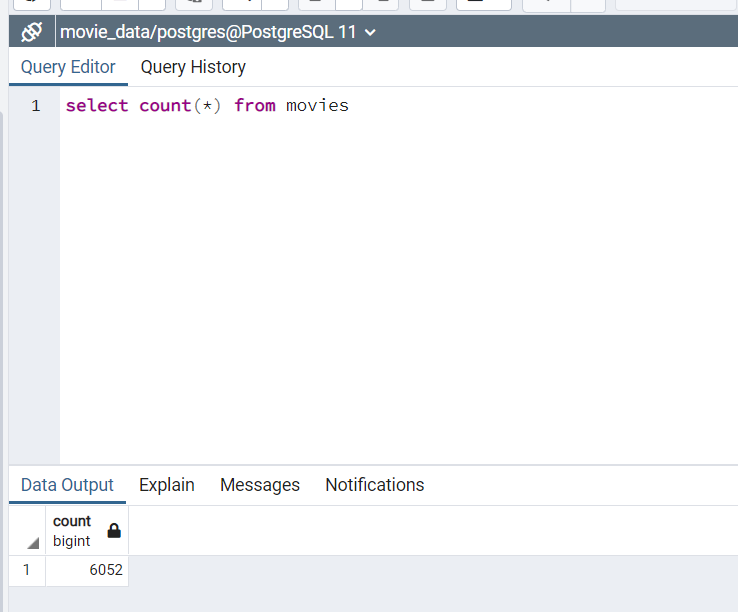 movie_data/postgres@PostgreSQL 11
Query Editor Query History
1 select count(*) from movies
Data Output Explain Messages Notifications
count
bigint
1 6052